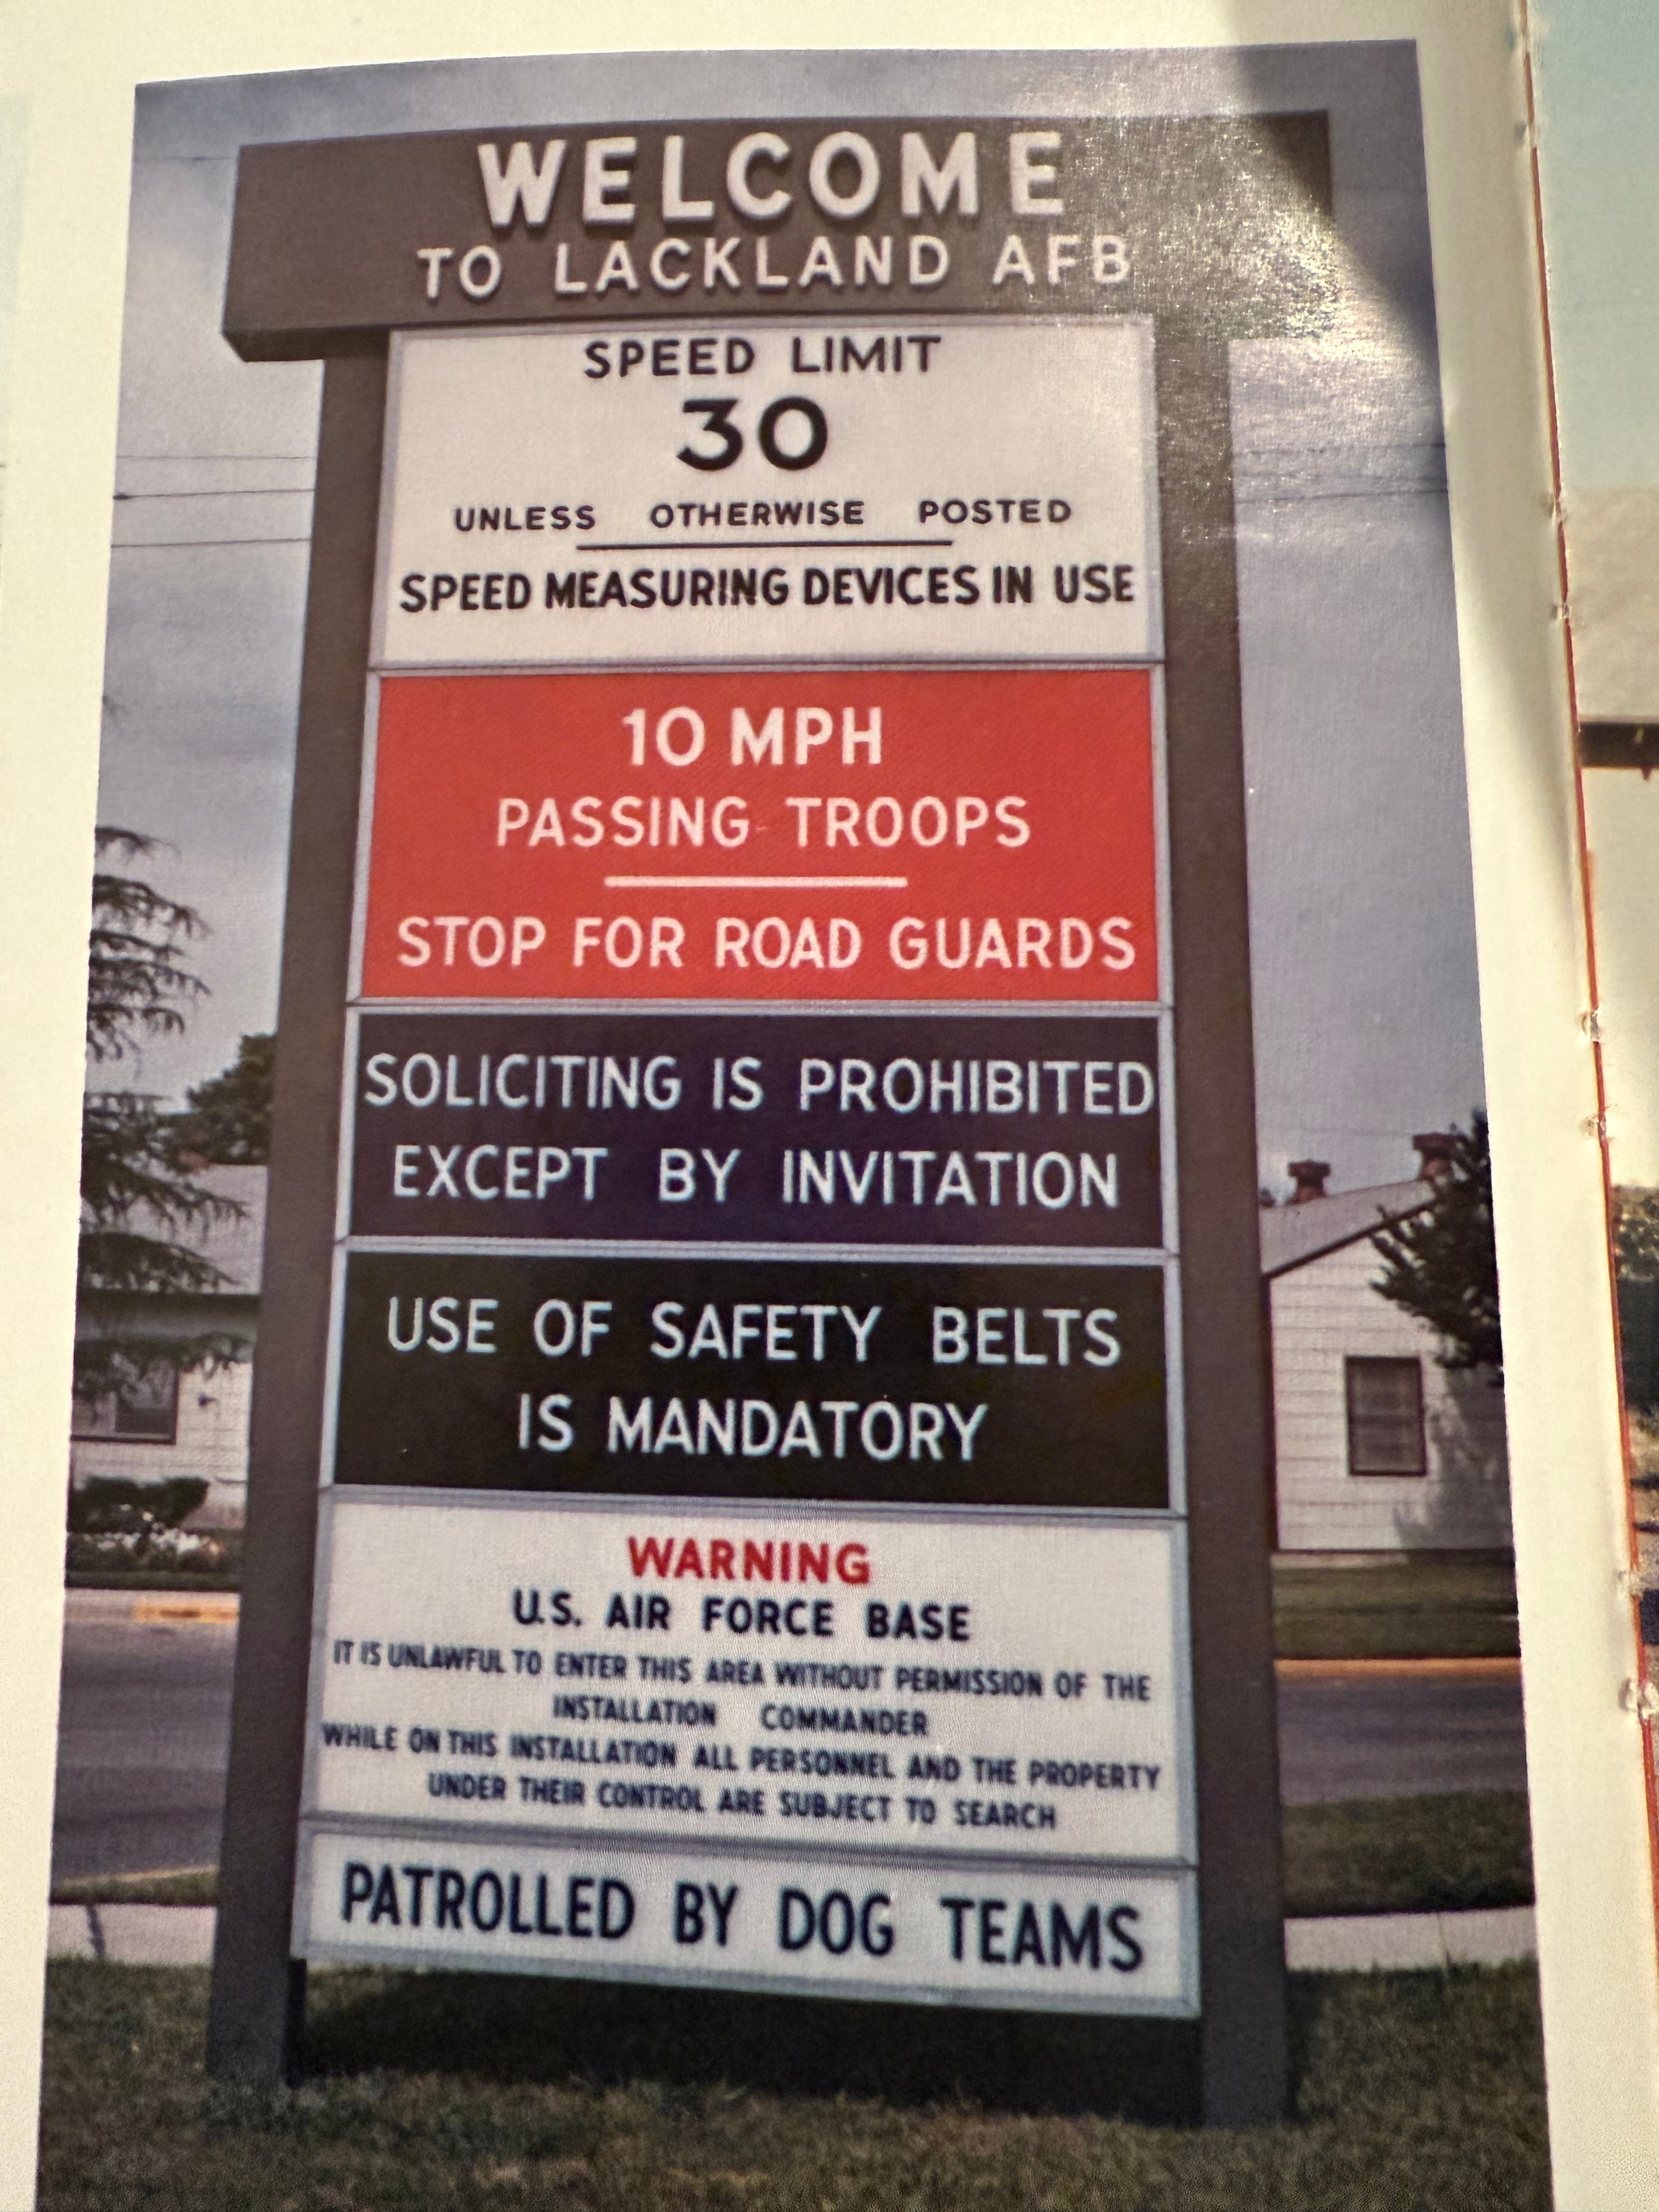 WELCOME
TO LACKLAND AFB
SPEED LIMIT
30
UNLESS OTHERWISE POSTED
SPEED MEASURING DEVICES IN USE
10 MPH
PASSING TROOPS
STOP FOR ROAD GUARDS
SOLICITING IS PROHIBITED
EXCEPT BY INVITATION
USE OF SAFETY BELTS
IS MANDATORY
WARNING
U.S. AIR FORCE BASE
IT IS UNLAWFUL TO ENTER THIS AREA WITHOUT PERMISSION OF THE
INSTALLATION COMMANDER
WHILE ON THIS INSTALLATION ALL PERSONNEL AND THE PROPERTY
UNDER THEIR CONTROL ARE SUBJECT TO SEARCH
PATROLLED BY DOG TEAMS